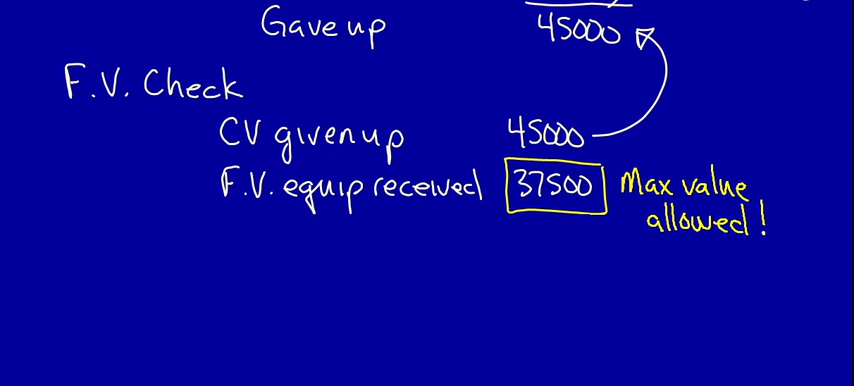 Gave up 45000
F.V. Check
CV given up 45000
F.V. equip received 37500 Max value
allowed!